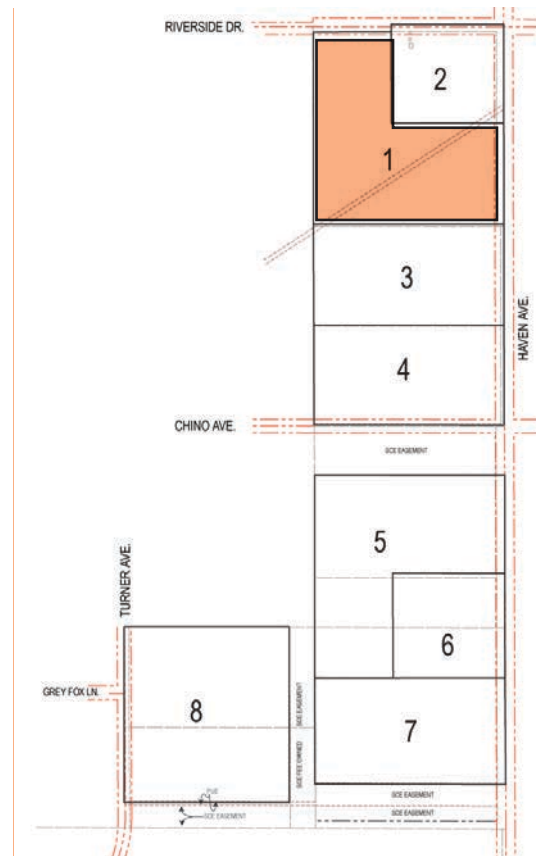 RIVERSIDE DR.
2
1
3
HAVEN AVE.
4
CHINO AVE.
SCE EASEMENT
5
TURNER AVE.
6
GREY FOX LN.
8
SCE EASEMENT
7
SCE FEE OWNED
SCE EASEMENT
SCE EASEMENT
SCE EASEMENT